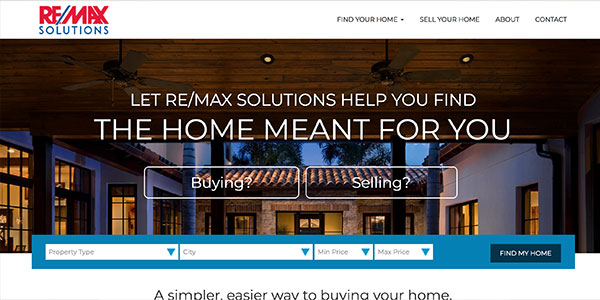 RE/MAX
SOLUTIONS
FIND YOUR HOME SELL YOUR HOME ABOUT CONTACT
LET RE/MAX SOLUTIONS HELP YOU FIND
THE HOME MEANT FOR YOU
Buying? Selling?
Property Type City Min Price Max Price FIND MY HOME
A simpler, easier way to buying your home.